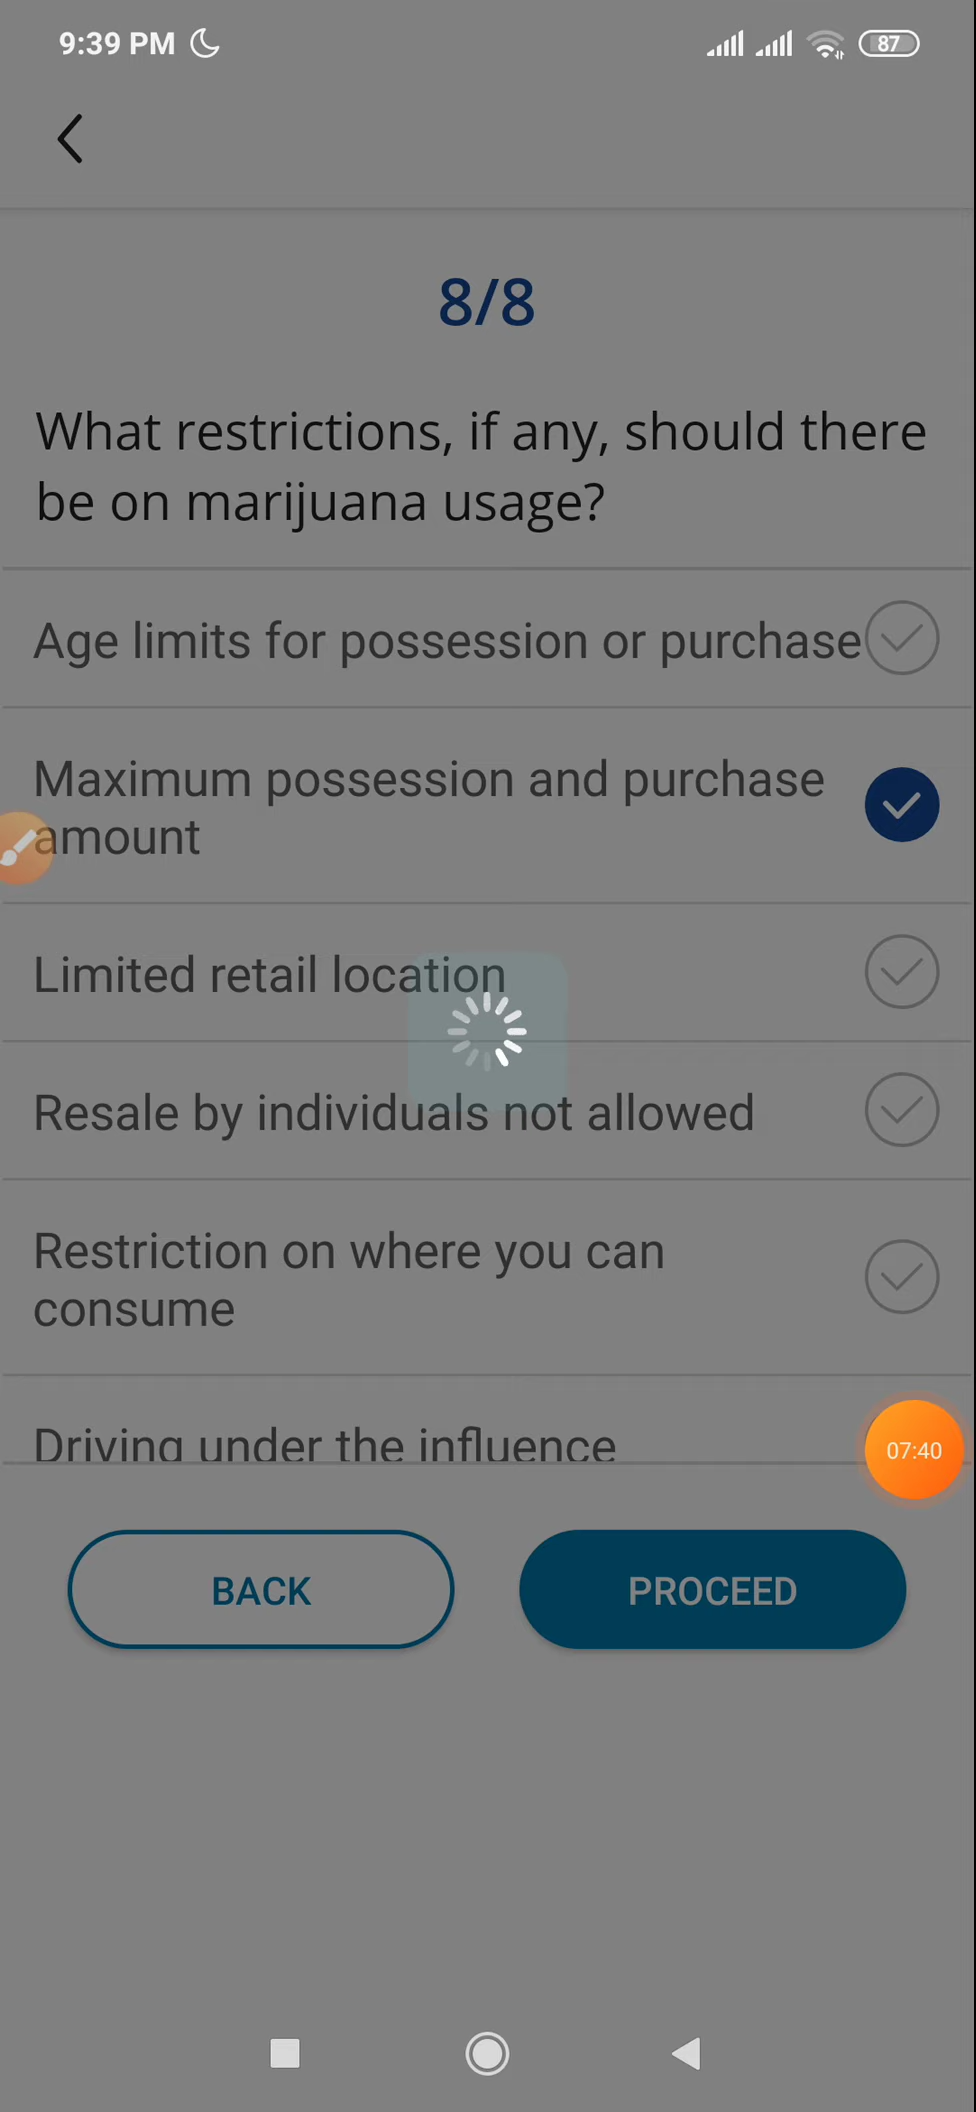 9:39 PM
87
8/8
What restrictions, if any, should there
be on marijuana usage?
Age limits for possession or purchase
Maximum possession and purchase
amount
Limited retail location
Resale by individuals not allowed
Restriction on where you can
consume
Driving under the influence
07:40
BACK
PROCEED